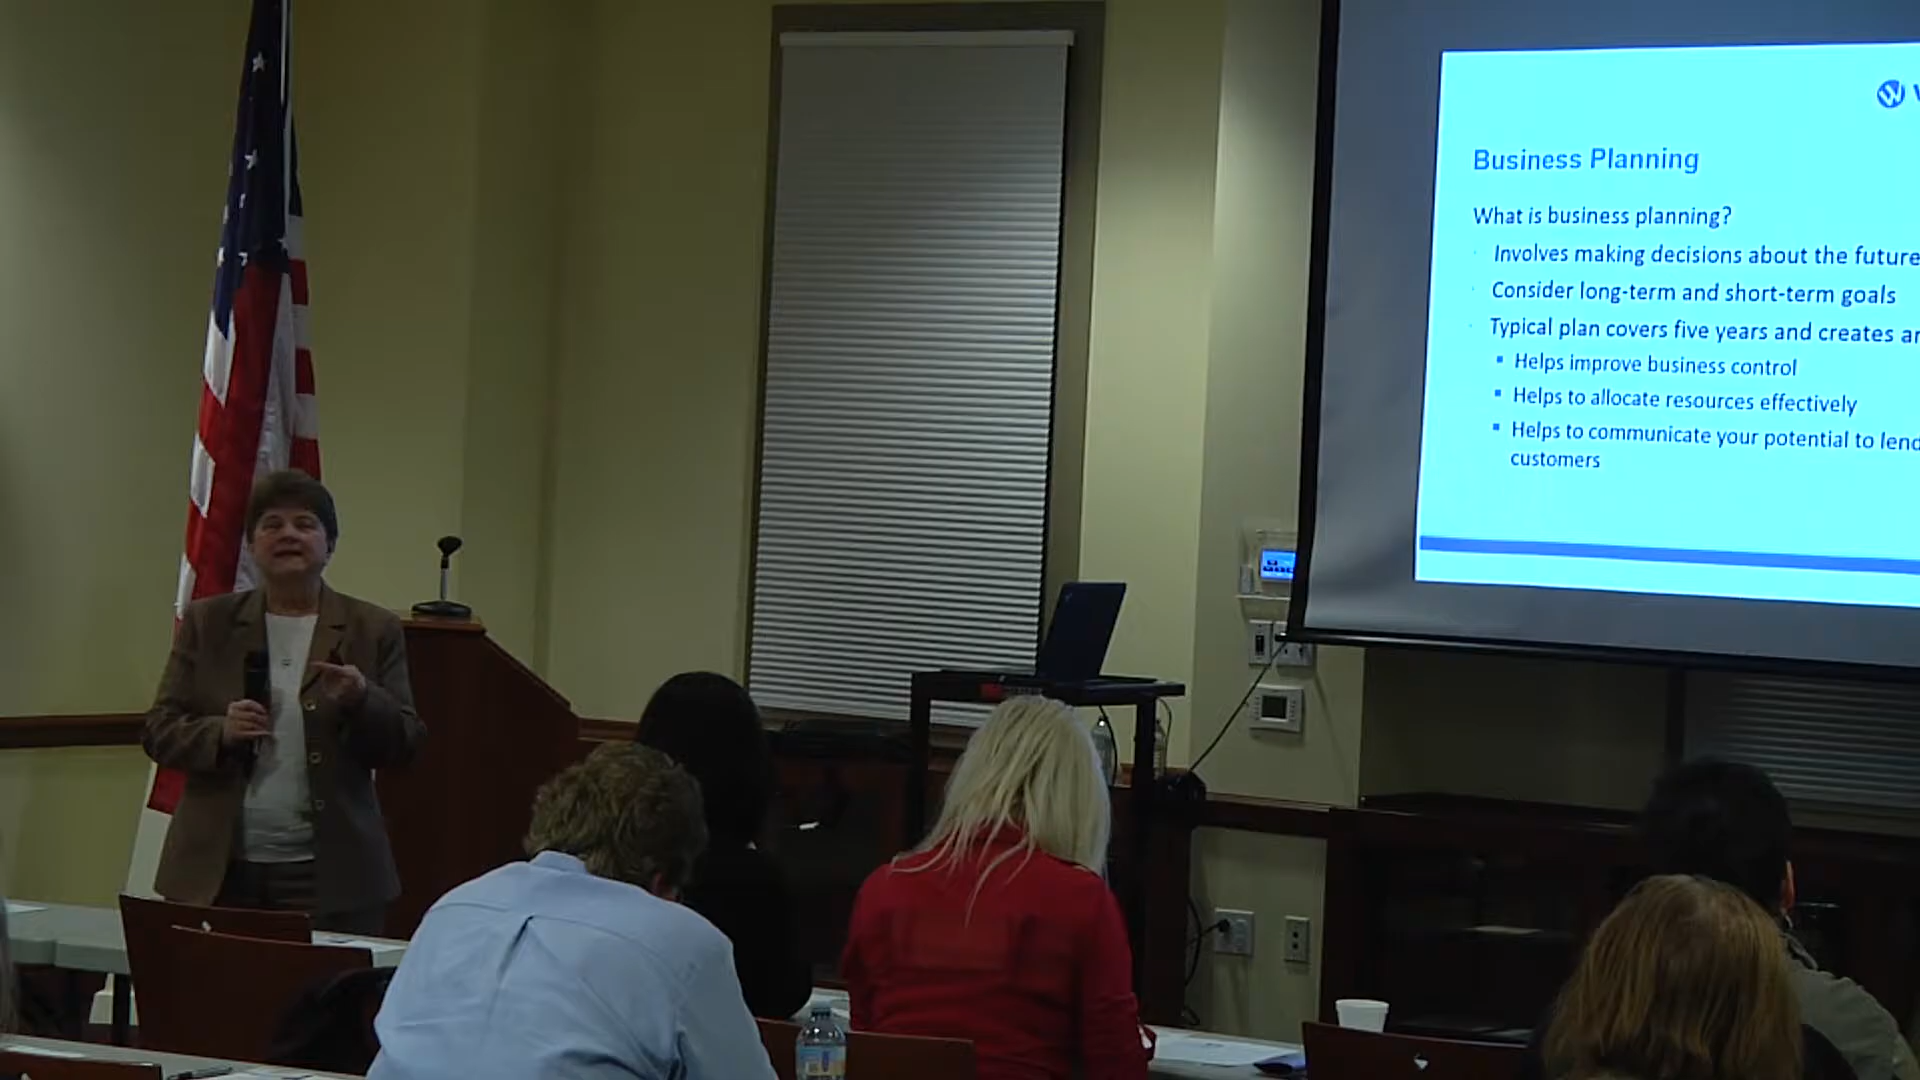 Business Planning
What is business planning?
Involves making decisions about the future
Consider long-term and short-term goals
Typical plan covers five years and creates
Helps improve business control
Helps to allocate resources effectively
Helps to communicate your potential to
customers